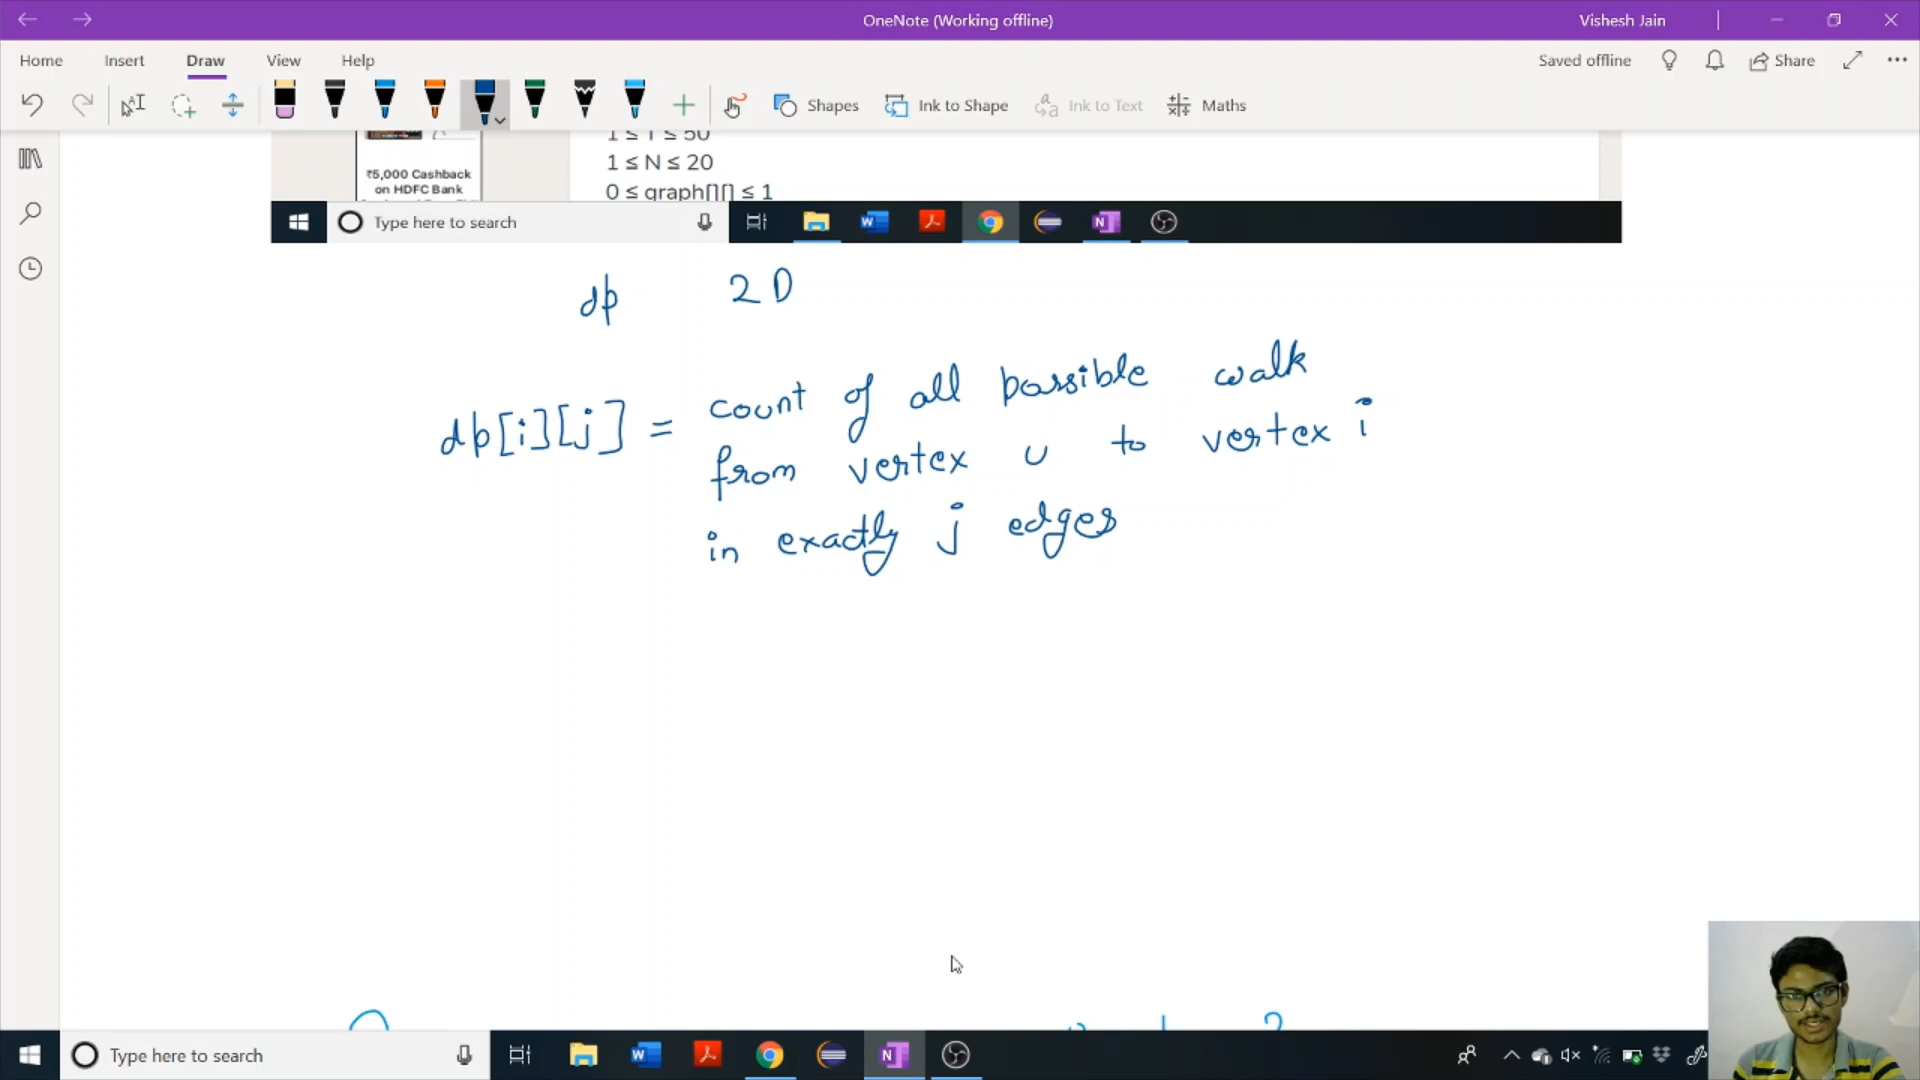 OneNote (Working offline)
Vishesh Jain
Home Insert Draw View Help
Saved offline
Share
Shapes
Ink to Shape
Ink to Text
Maths
1 ≤ T ≤ 50
1 ≤ N ≤ 20
0 ≤ graph[][] ≤ 1
₹5,000 Cashback
on HDFC Bank
Type here to search
dp 2D
dp[i][j] = count of all possible walk
from vertex u to vertex i
in exactly j edges
Type here to search